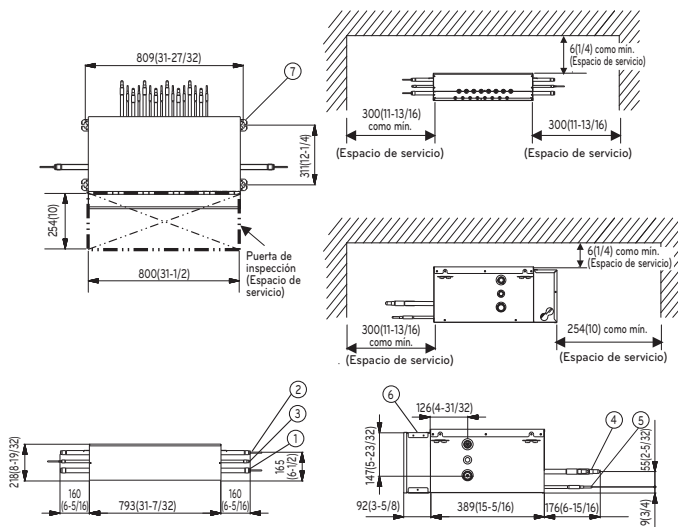 809(31-27/32)
7
311(12-1/4)
254(10)
800(31-1/2)
Puerta de
inspección
(Espacio de
servicio)
6(1/4) como mín.
(Espacio de servicio)
300(11-13/16)
como mín.
(Espacio de servicio)
300(11-13/16)
(Espacio de servicio)
6(1/4) como mín.
(Espacio de servicio)
300(11-13/16)
como mín.
(Espacio de servicio)
254(10) como mín.
(Espacio de servicio)
2
3
1
218(8-19/32)
165
(6-1/2)
160
(6-5/16)
793(31-7/32)
160
(6-5/16)
6
126(4-31/32)
4
5
147(5-23/32)
55(2-5/32)
92(3-5/8)
389(15-5/16)
176(6-15/16)
9(3/4)